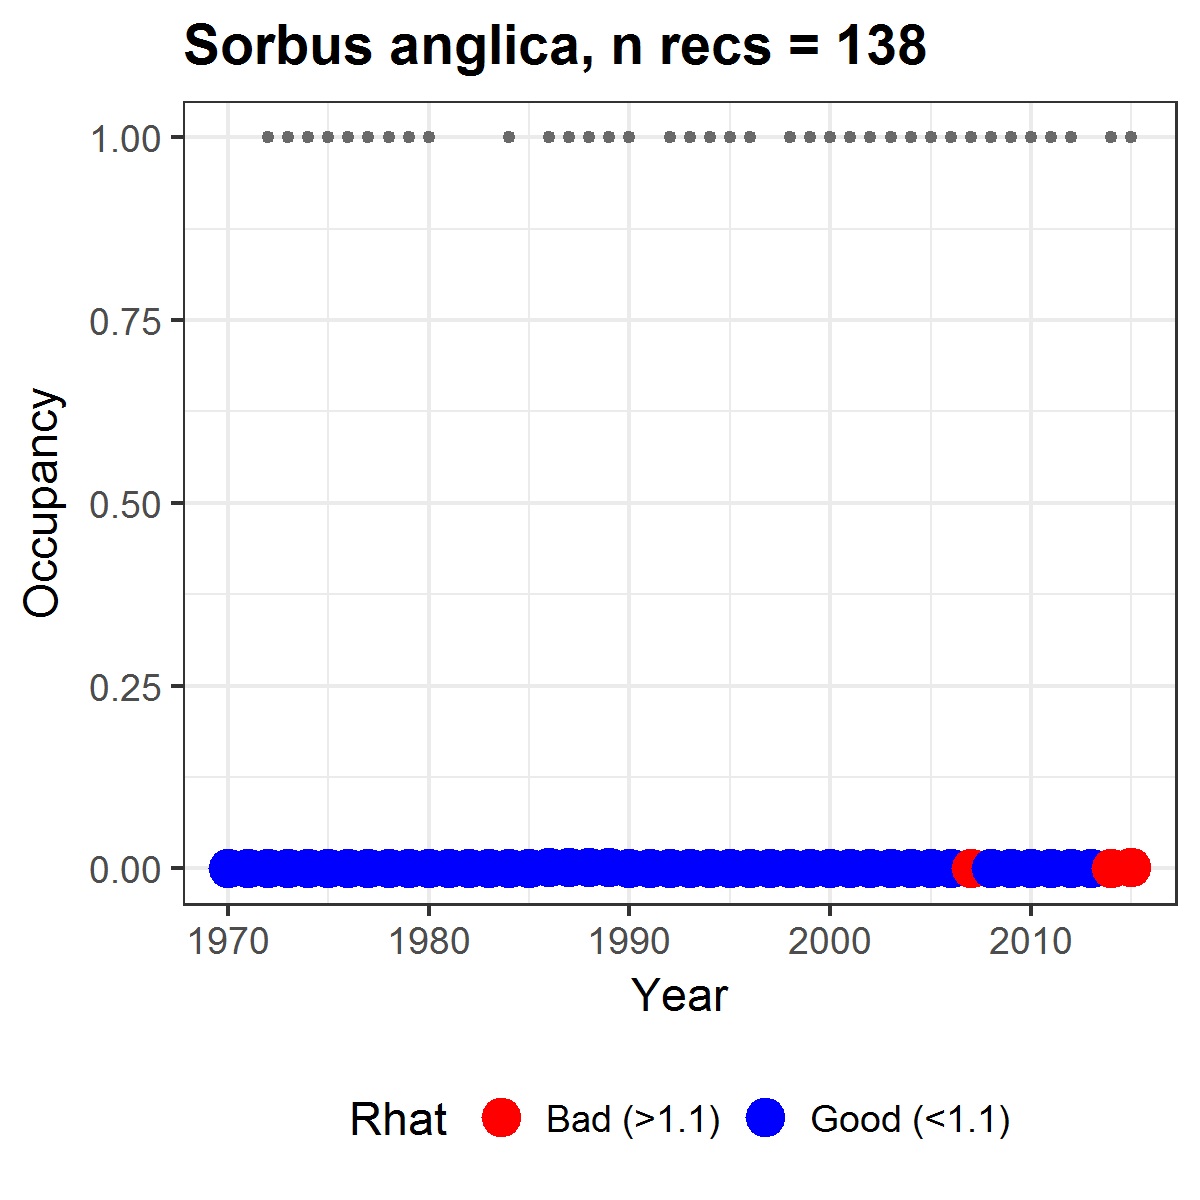 Sorbus anglica, n recs = 138
1.00
0.75
0.50
0.25
0.00
Occupancy
1970 1980 1990 2000 2010
Year
Rhat Bad (>1.1) Good (<1.1)